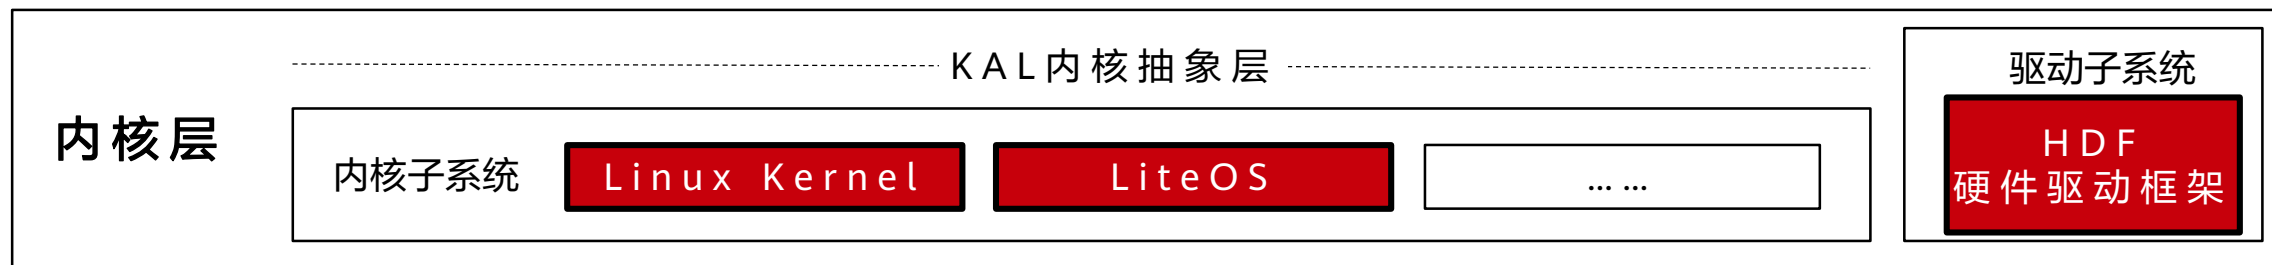 KAL内核抽象层
驱动子系统
内核层
内核子系统
Linux Kernel
LiteOS
... ...
HDF
硬件驱动框架